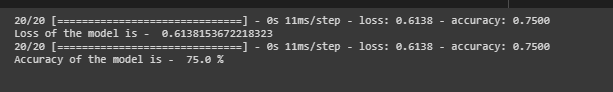 20/20 [==============================] - 0s 11ms/step - loss: 0.6138 - accuracy: 0.7500
Loss of the model is -  0.6138153672218323
20/20 [==============================] - 0s 11ms/step - loss: 0.6138 - accuracy: 0.7500
Accuracy of the model is -  75.0 %